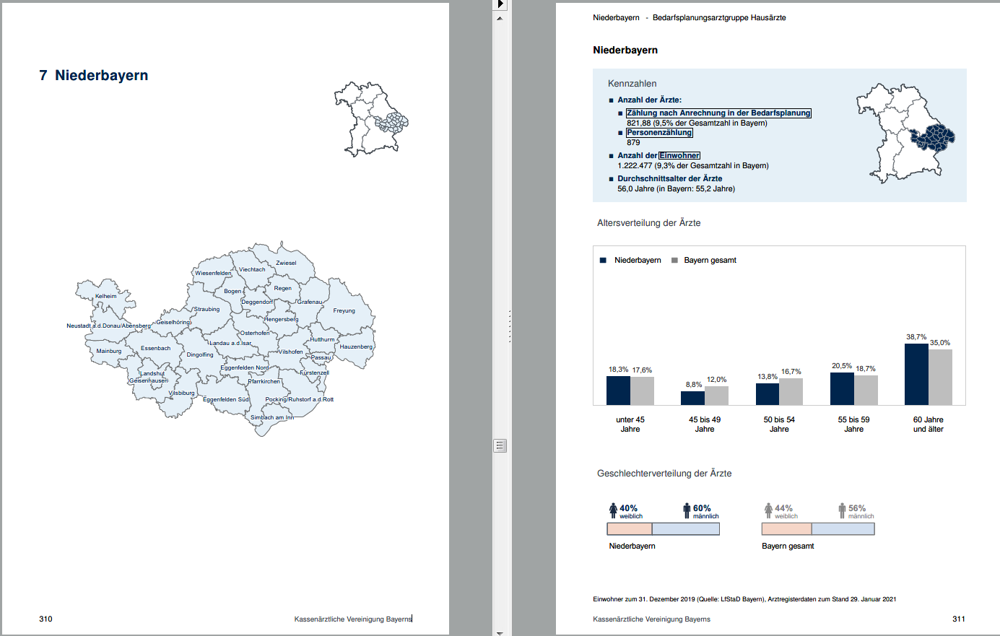 7 Niederbayern
Zwiesel
Viechtach
Wiesenfelden
Regen
Bogen
Kelheim
Deggendorf
Grafenau
Straubing
Freyung
Hengersberg
Geiselhöring
Neustadt a.d.Donau/Abensberg
Osterhofen
Hutthurm
Landau a.d.Isar
Hauzenberg
Essenbach
Mainburg
Vilshofen
Dingolfing
Passau
Eggenfelden Nord
Landshut
Fürstenzell
Geisenhausen
Pfarrkirchen
Vilsbiburg
Eggenfelden Süd
Pocking/Ruhstorf a.d.Rott
Simbach am Inn
310
Kassenärztliche Vereinigung Bayerns
Niederbayern - Bedarfsplanungsarztgruppe Hausärzte
Niederbayern
Kennzahlen
Anzahl der Ärzte:
Zählung nach Anrechnung in der Bedarfsplanung
821,88 (9,5% der Gesamtzahl in Bayern)
Personenzählung
879
Anzahl der Einwohner
1.222.477 (9,3% der Gesamtzahl in Bayern)
Durchschnittsalter der Ärzte
56,0 Jahre (in Bayern: 55,2 Jahre)
Altersverteilung der Ärzte
Niederbayern Bayern gesamt
18,3% 17,6% 8,8% 12,0% 13,8% 16,7% 20,5% 18,7% 38,7% 35,0%
unter 45 45 bis 49 50 bis 54 55 bis 59 60 Jahre
Jahre Jahre Jahre Jahre und älter
Geschlechterverteilung der Ärzte
40% 60% 44% 56%
weiblich männlich weiblich männlich
Niederbayern Bayern gesamt
Einwohner zum 31. Dezember 2019 (Quelle: LfStaD Bayern), Arztregisterdaten zum Stand 29. Januar 2021
Kassenärztliche Vereinigung Bayerns
311